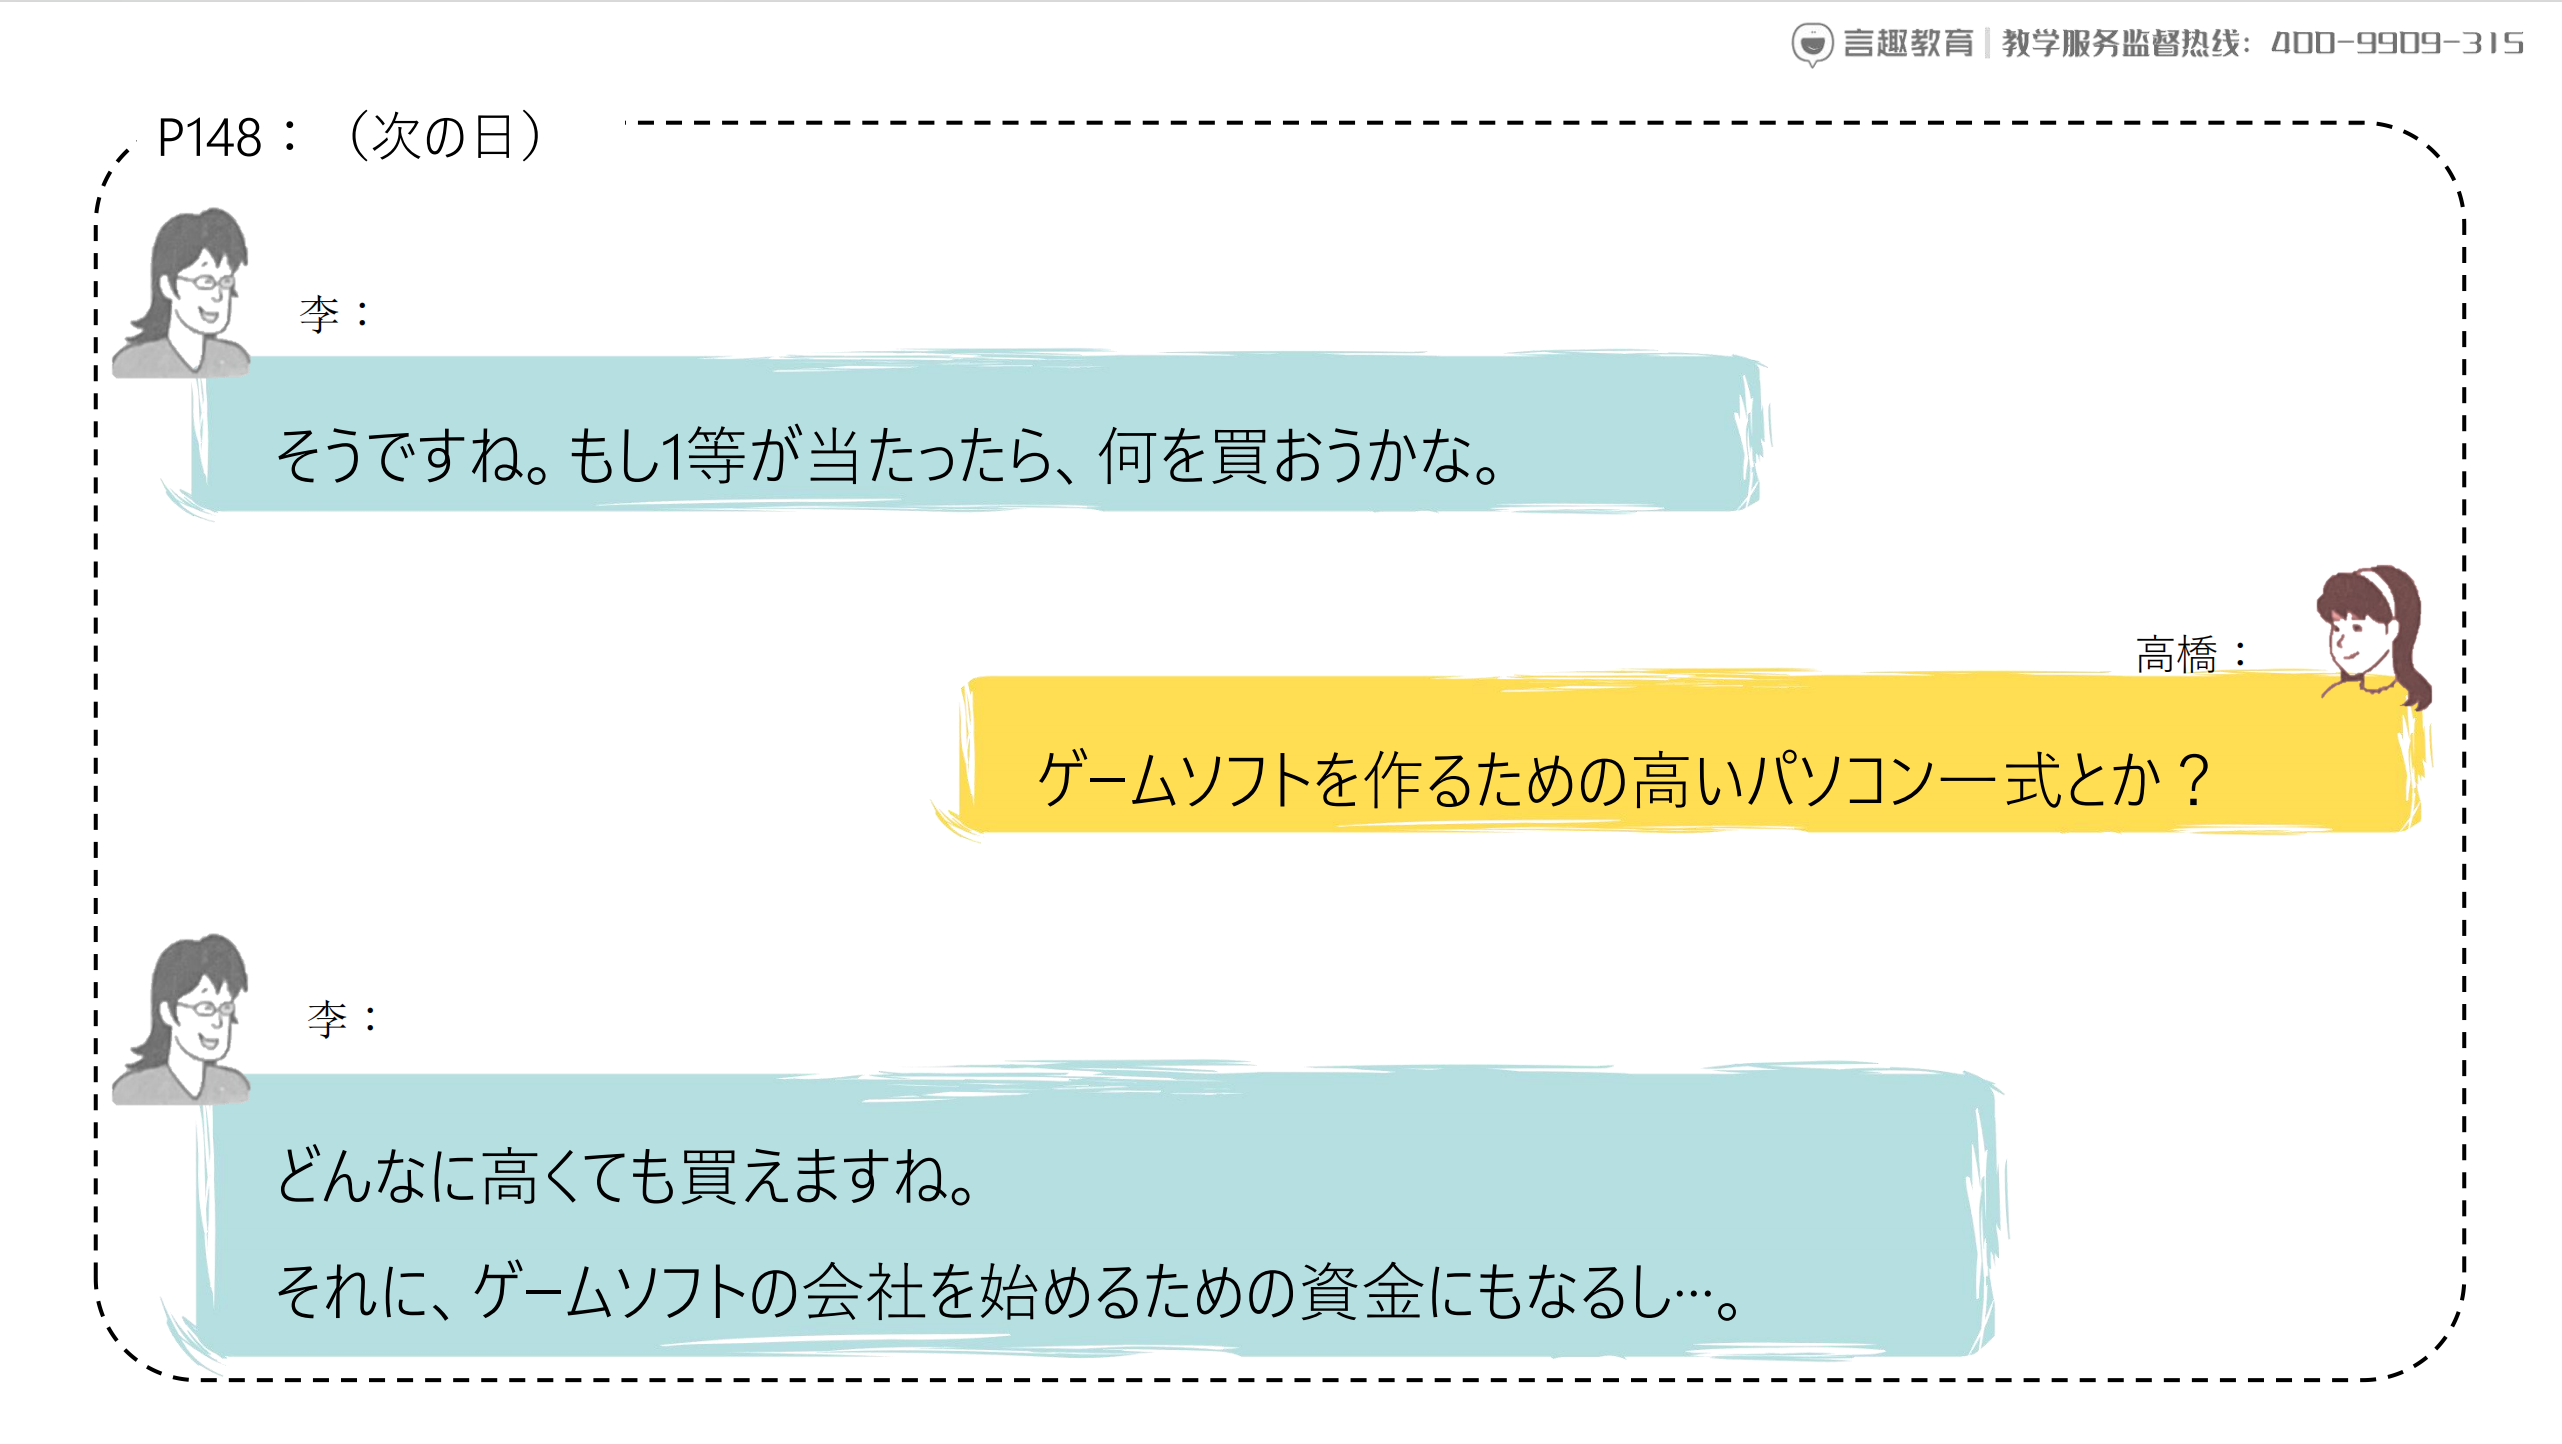 言趣教育 | 教学服务监督热线：400-9909-315
P148：（次の日）
李：
そうですね。もし1等が当たったら、何を買おうかな。
高橋：
ゲームソフトを作るための高いパソコン一式とか？
李：
どんなに高くても買えますね。
それに、ゲームソフトの会社を始めるための資金にもなるし…。